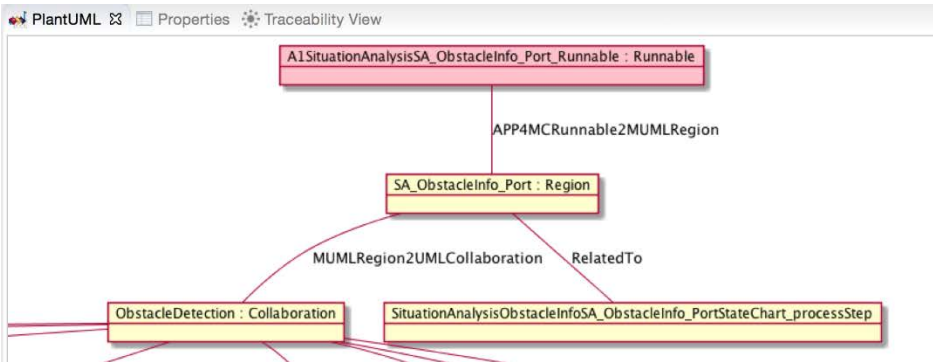 PlantUML Properties Traceability View
A1SituationAnalysisSA_ObstacleInfo_Port_Runnable : Runnable
APP4MCRunnable2MUMLRegion
SA_ObstacleInfo_Port : Region
MUMLRegion2UMLCollaboration RelatedTo
ObstacleDetection : Collaboration SituationAnalysisObstacleInfoSA_ObstacleInfo_PortStateChart_processStep